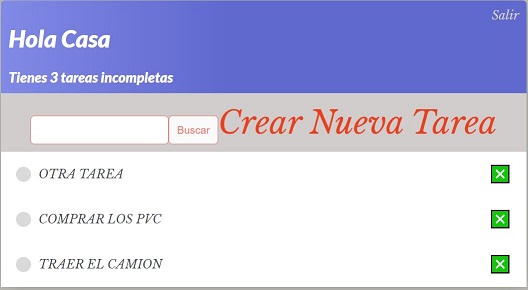 Salir
Hola Casa
Tienes 3 tareas incompletas
Buscar Crear Nueva Tarea
OTRA TAREA
COMPRAR LOS PVC
TRAER EL CAMION